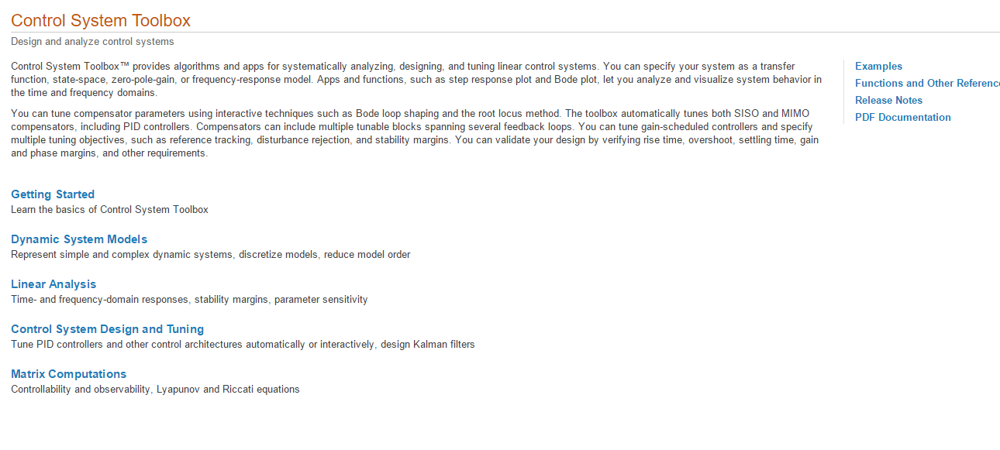 Control System Toolbox
Design and analyze control systems
Control System Toolbox™ provides algorithms and apps for systematically analyzing, designing, and tuning linear control systems. You can specify your system as a transfer
function, state-space, zero-pole-gain, or frequency-response model. Apps and functions, such as step response plot and Bode plot, let you analyze and visualize system behavior in
the time and frequency domains.
You can tune compensator parameters using interactive techniques such as Bode loop shaping and the root locus method. The toolbox automatically tunes both SISO and MIMO
compensators, including PID controllers. Compensators can include multiple tunable blocks spanning several feedback loops. You can tune gain-scheduled controllers and specify
multiple tuning objectives, such as reference tracking, disturbance rejection, and stability margins. You can validate your design by verifying rise time, overshoot, settling time, gain
and phase margins, and other requirements.
Examples
Functions and Other Reference
Release Notes
PDF Documentation
Getting Started
Learn the basics of Control System Toolbox
Dynamic System Models
Represent simple and complex dynamic systems, discretize models, reduce model order
Linear Analysis
Time- and frequency-domain responses, stability margins, parameter sensitivity
Control System Design and Tuning
Tune PID controllers and other control architectures automatically or interactively, design Kalman filters
Matrix Computations
Controllability and observability, Lyapunov and Riccati equations